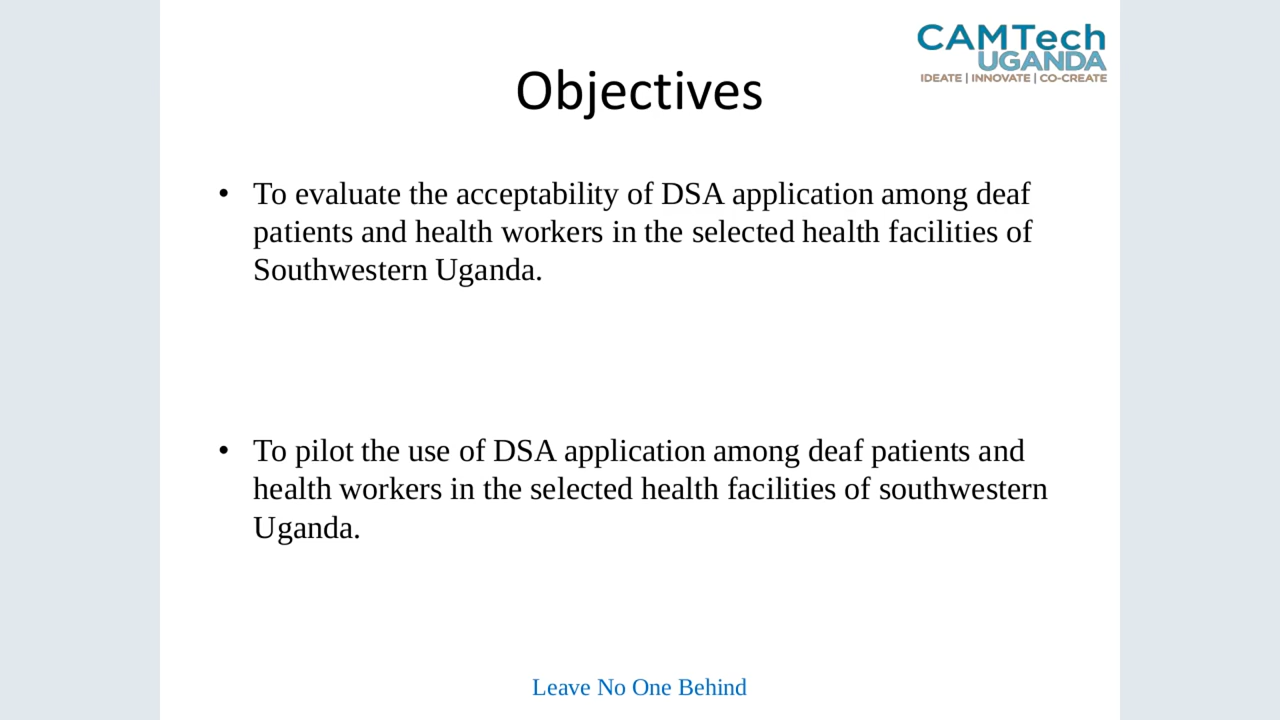 CAMTech
UGANDA
IDEATE | INNOVATE | CO-CREATE
Objectives
• To evaluate the acceptability of DSA application among deaf
patients and health workers in the selected health facilities of
Southwestern Uganda.
• To pilot the use of DSA application among deaf patients and
health workers in the selected health facilities of southwestern
Uganda.
Leave No One Behind